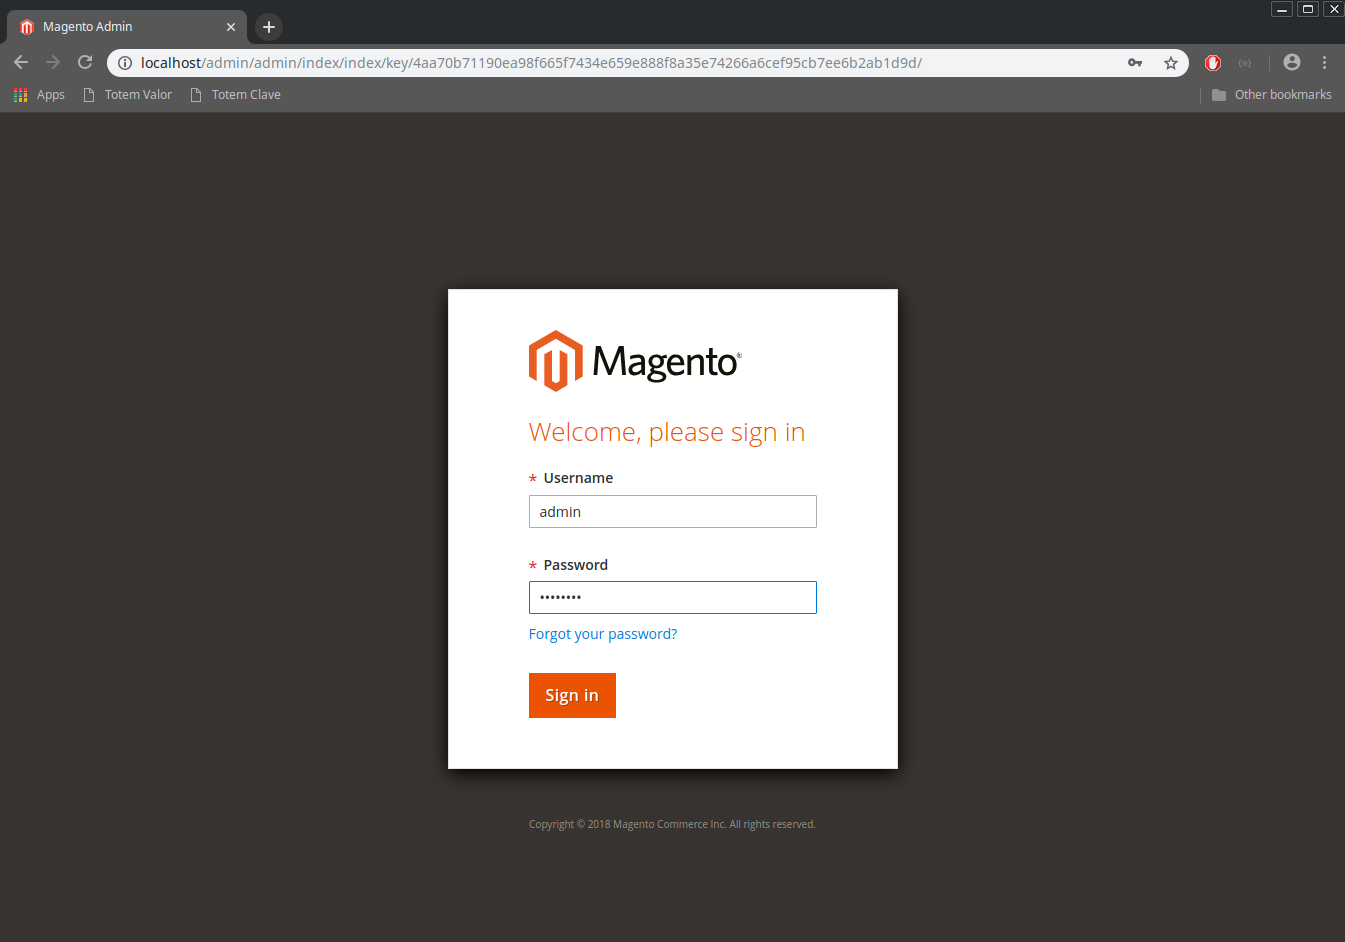 Magento Admin
localhost/admin/admin/index/index/key/4aa70b71190ea98f665f7434e659e888f8a35e74266a6cef95cb7ee6b2ab1d9d/
Apps Totem Valor Totem Clave Other bookmarks
Magento®
Welcome, please sign in
* Username
admin
* Password
••••••••
Forgot your password?
Sign in
Copyright © 2018 Magento Commerce Inc. All rights reserved.